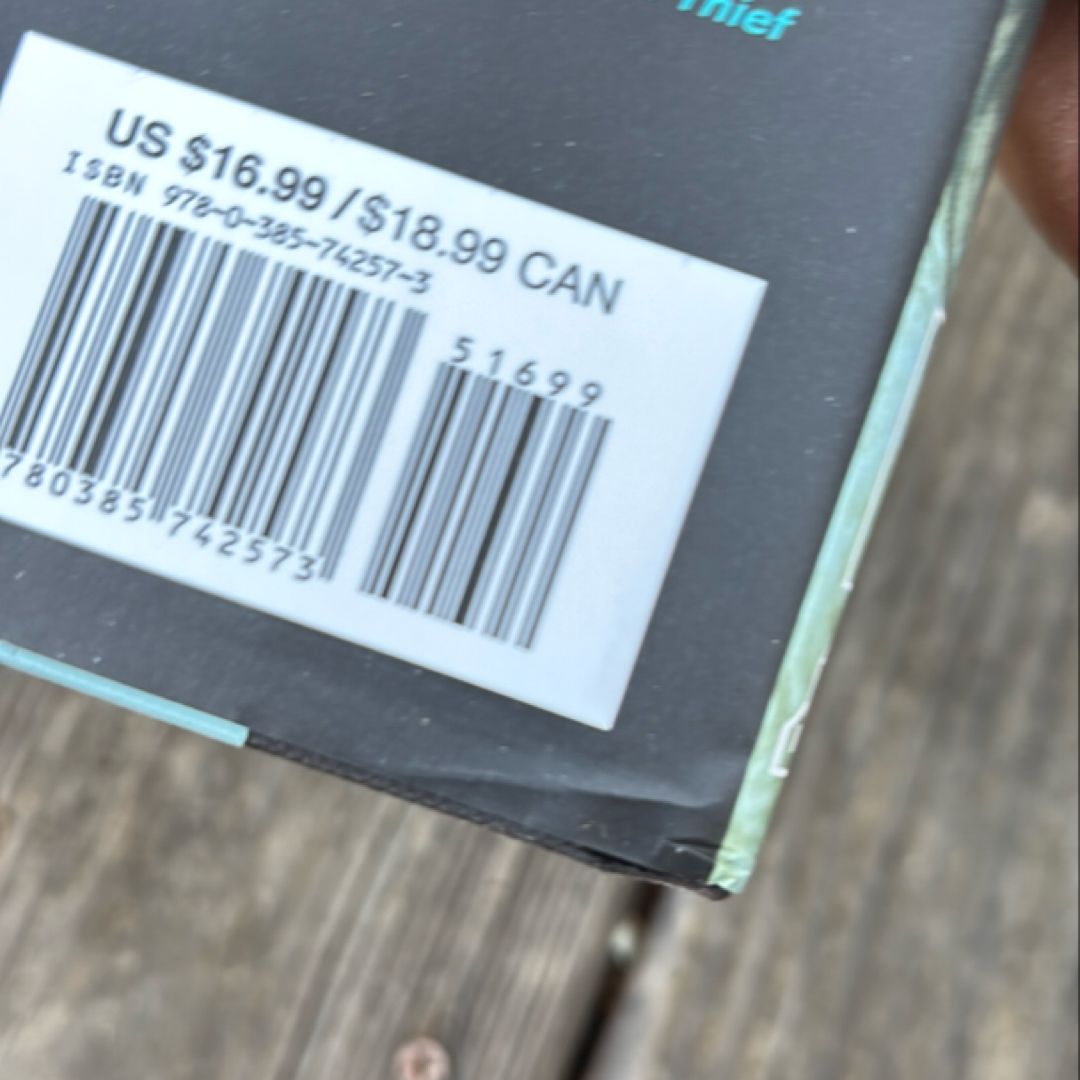 Thief
US $16.99 / $18.99 CAN
ISBN 978-0-385-74257-3
51699
780385 742573